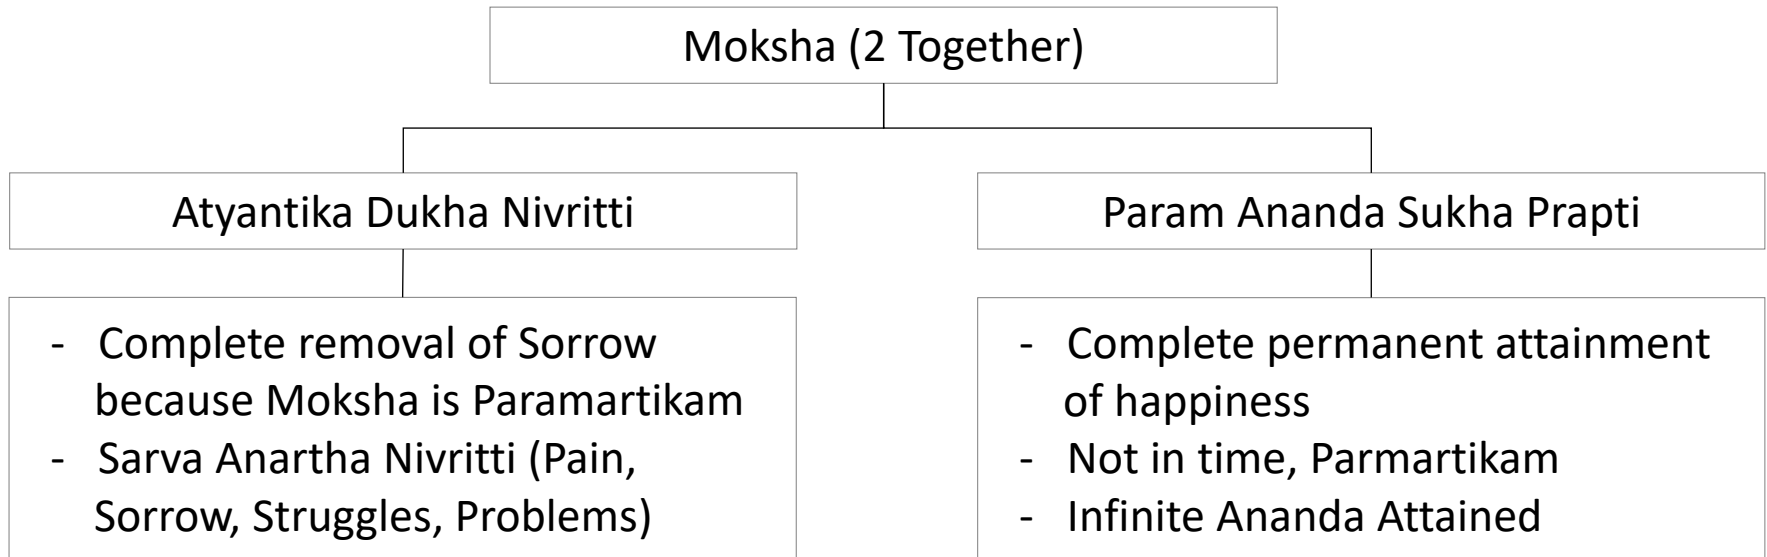 Moksha (2 Together)
Atyantika Dukha Nivritti
Param Ananda Sukha Prapti
- Complete removal of Sorrow
because Moksha is Paramartikam
- Sarva Anartha Nivritti (Pain,
Sorrow, Struggles, Problems)
- Complete permanent attainment
of happiness
- Not in time, Parmartikam
- Infinite Ananda Attained